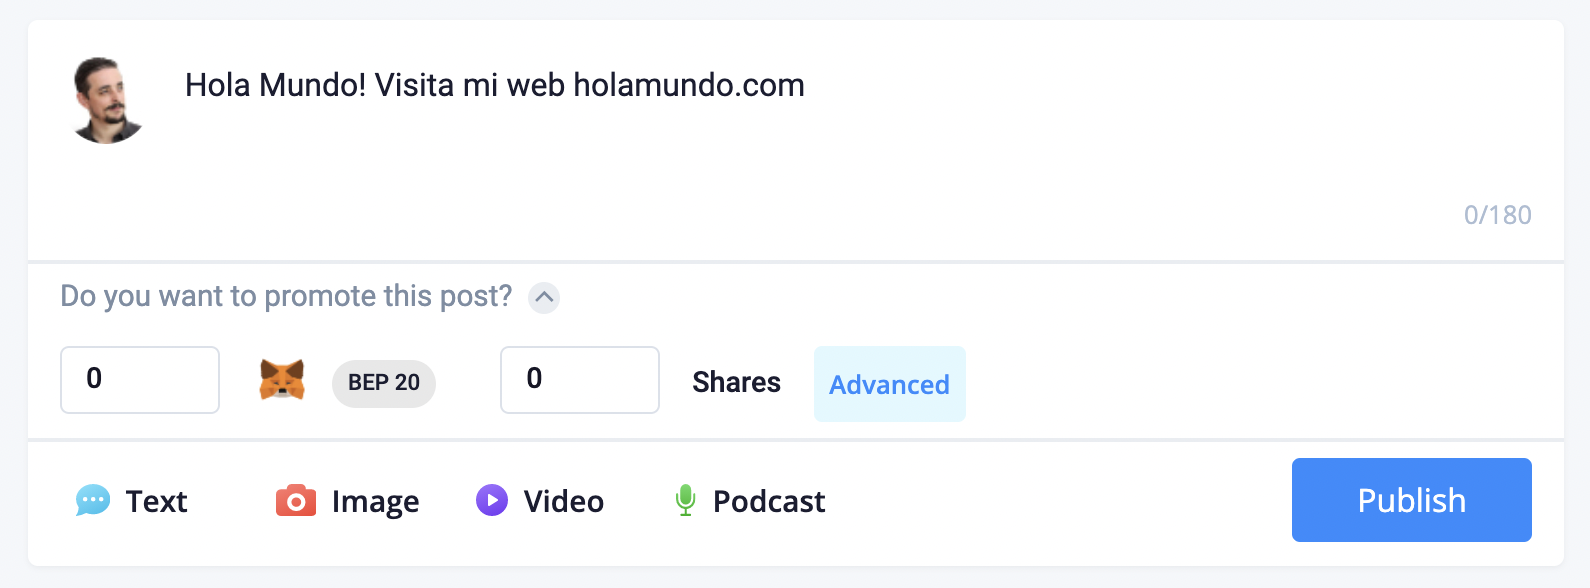 Hola Mundo! Visita mi web holamundo.com
0/180
Do you want to promote this post?
0 BEP 20 0 Shares Advanced
Text Image Video Podcast Publish